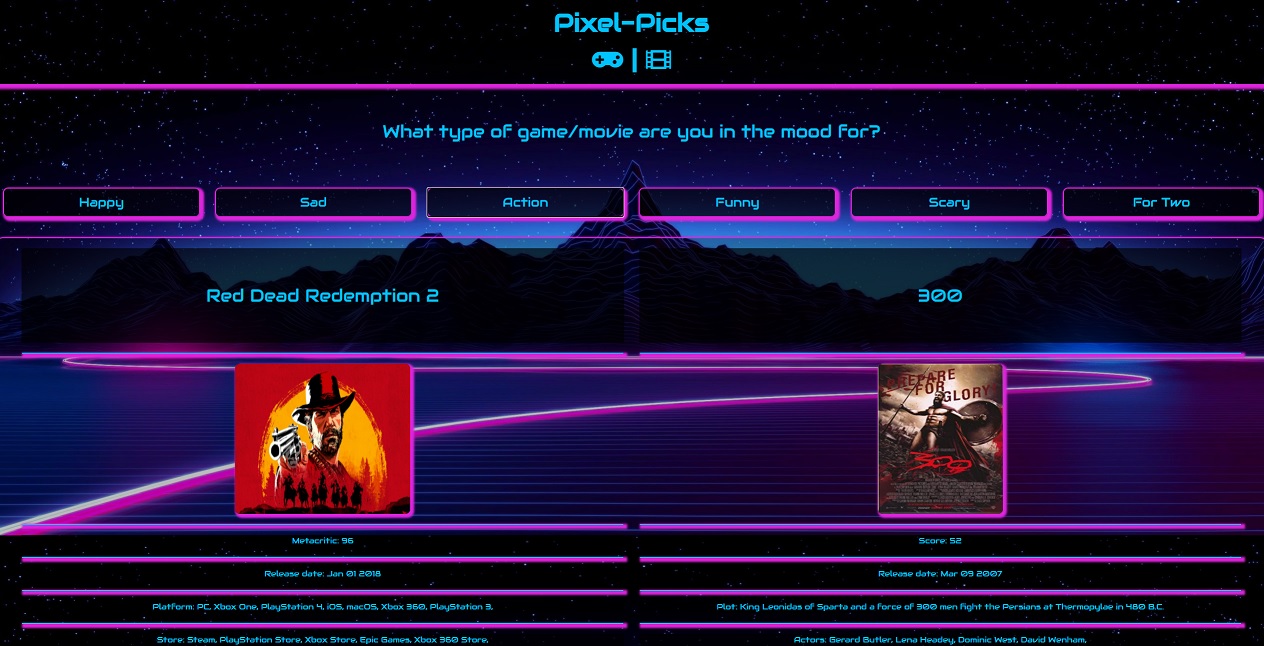 Pixel-Picks
What type of game/movie are you in the mood for?
Happy
Sad
Action
Funny
Scary
For Two
Red Dead Redemption 2
300
PREPARE
FOR
GLORY
300
Metacritic: 96
Score: 52
Release date: Jan 01 2018
Release date: Mar 09 2007
Platform: PC, Xbox One, PlayStation 4, iOS, macOS, Xbox 360, PlayStation 3,
Plot: King Leonidas of Sparta and a force of 300 men fight the Persians at Thermopylae in 480 B.C.
Store: Steam, PlayStation Store, Xbox Store, Epic Games, Xbox 360 Store,
Actors: Gerard Butler, Lena Headey, Dominic West, David Wenham,